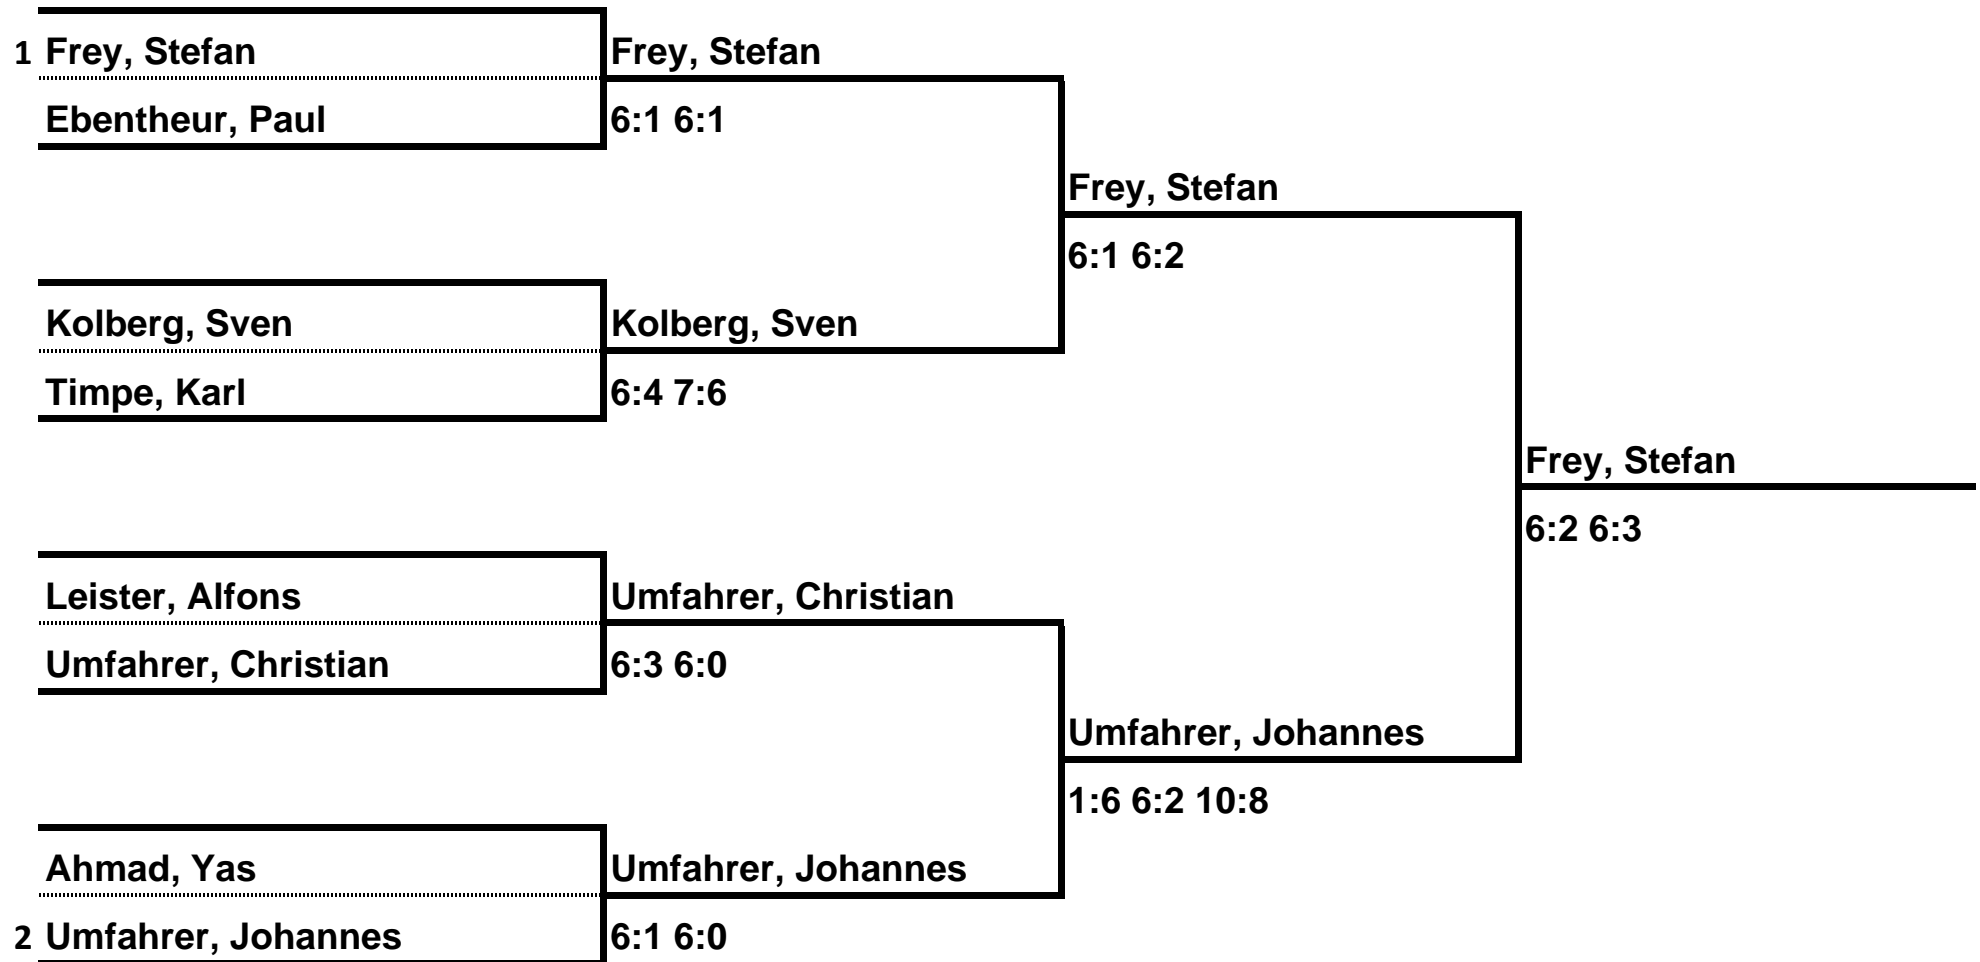 1 Frey, Stefan
Frey, Stefan
Ebentheur, Paul
6:1 6:1
Frey, Stefan
6:1 6:2
Kolberg, Sven
Kolberg, Sven
Timpe, Karl
6:4 7:6
Frey, Stefan
6:2 6:3
Leister, Alfons
Umfahrer, Christian
Umfahrer, Christian
6:3 6:0
Umfahrer, Johannes
1:6 6:2 10:8
Ahmad, Yas
Umfahrer, Johannes
2 Umfahrer, Johannes
6:1 6:0